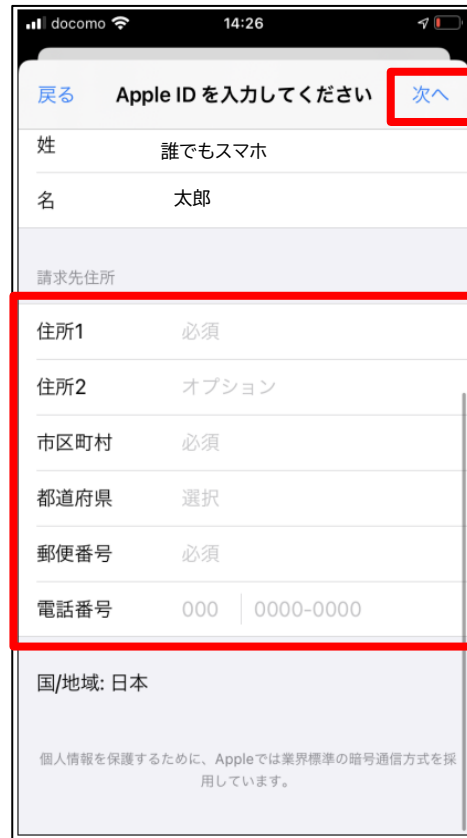 docomo 14:26
戻る Apple ID を入力してください 次へ
姓 誰でもスマホ
名 太郎
請求先住所
住所1 必須
住所2 オプション
市区町村 必須
都道府県 選択
郵便番号 必須
電話番号 000 0000-0000
国/地域: 日本
個人情報を保護するために、Appleでは業界標準の暗号通信方式を採
用しています。